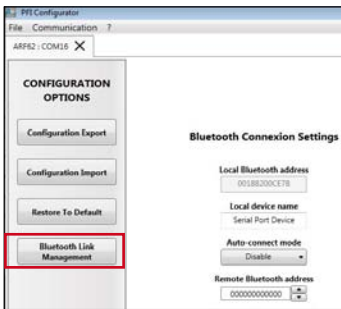 PFI Configurator
File Communication ?
ARF62 : COM16 X
CONFIGURATION
OPTIONS
Configuration Export
Configuration Import
Restore To Default
Bluetooth Link
Management
Bluetooth Connexion Settings
Local Bluetooth address
00188200CE7B
Local device name
Serial Port Device
Auto-connect mode
Disable
Remote Bluetooth address
000000000000